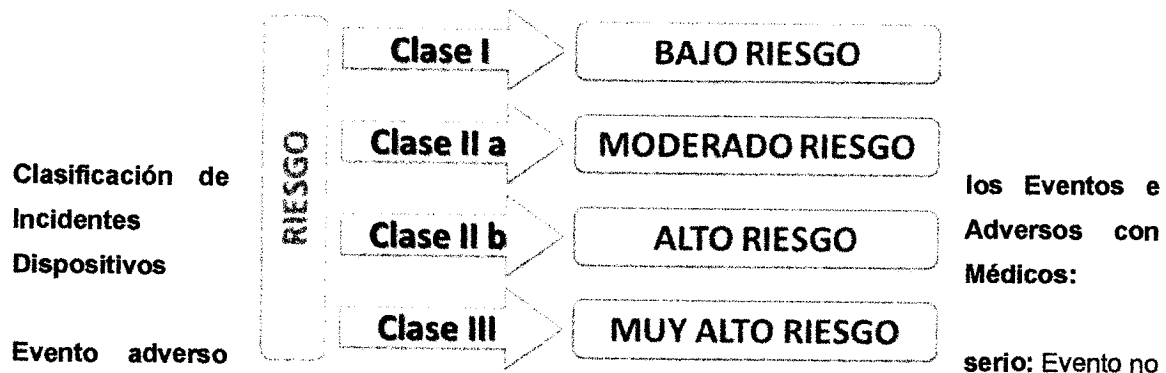 Clase I BAJO RIESGO
Clase II a MODERADO RIESGO
RIESGO
Clasificación de los Eventos e
Incidentes Adversos con
Clase II b ALTO RIESGO
Dispositivos Médicos:
Clase III MUY ALTO RIESGO
Evento adverso serio: Evento no